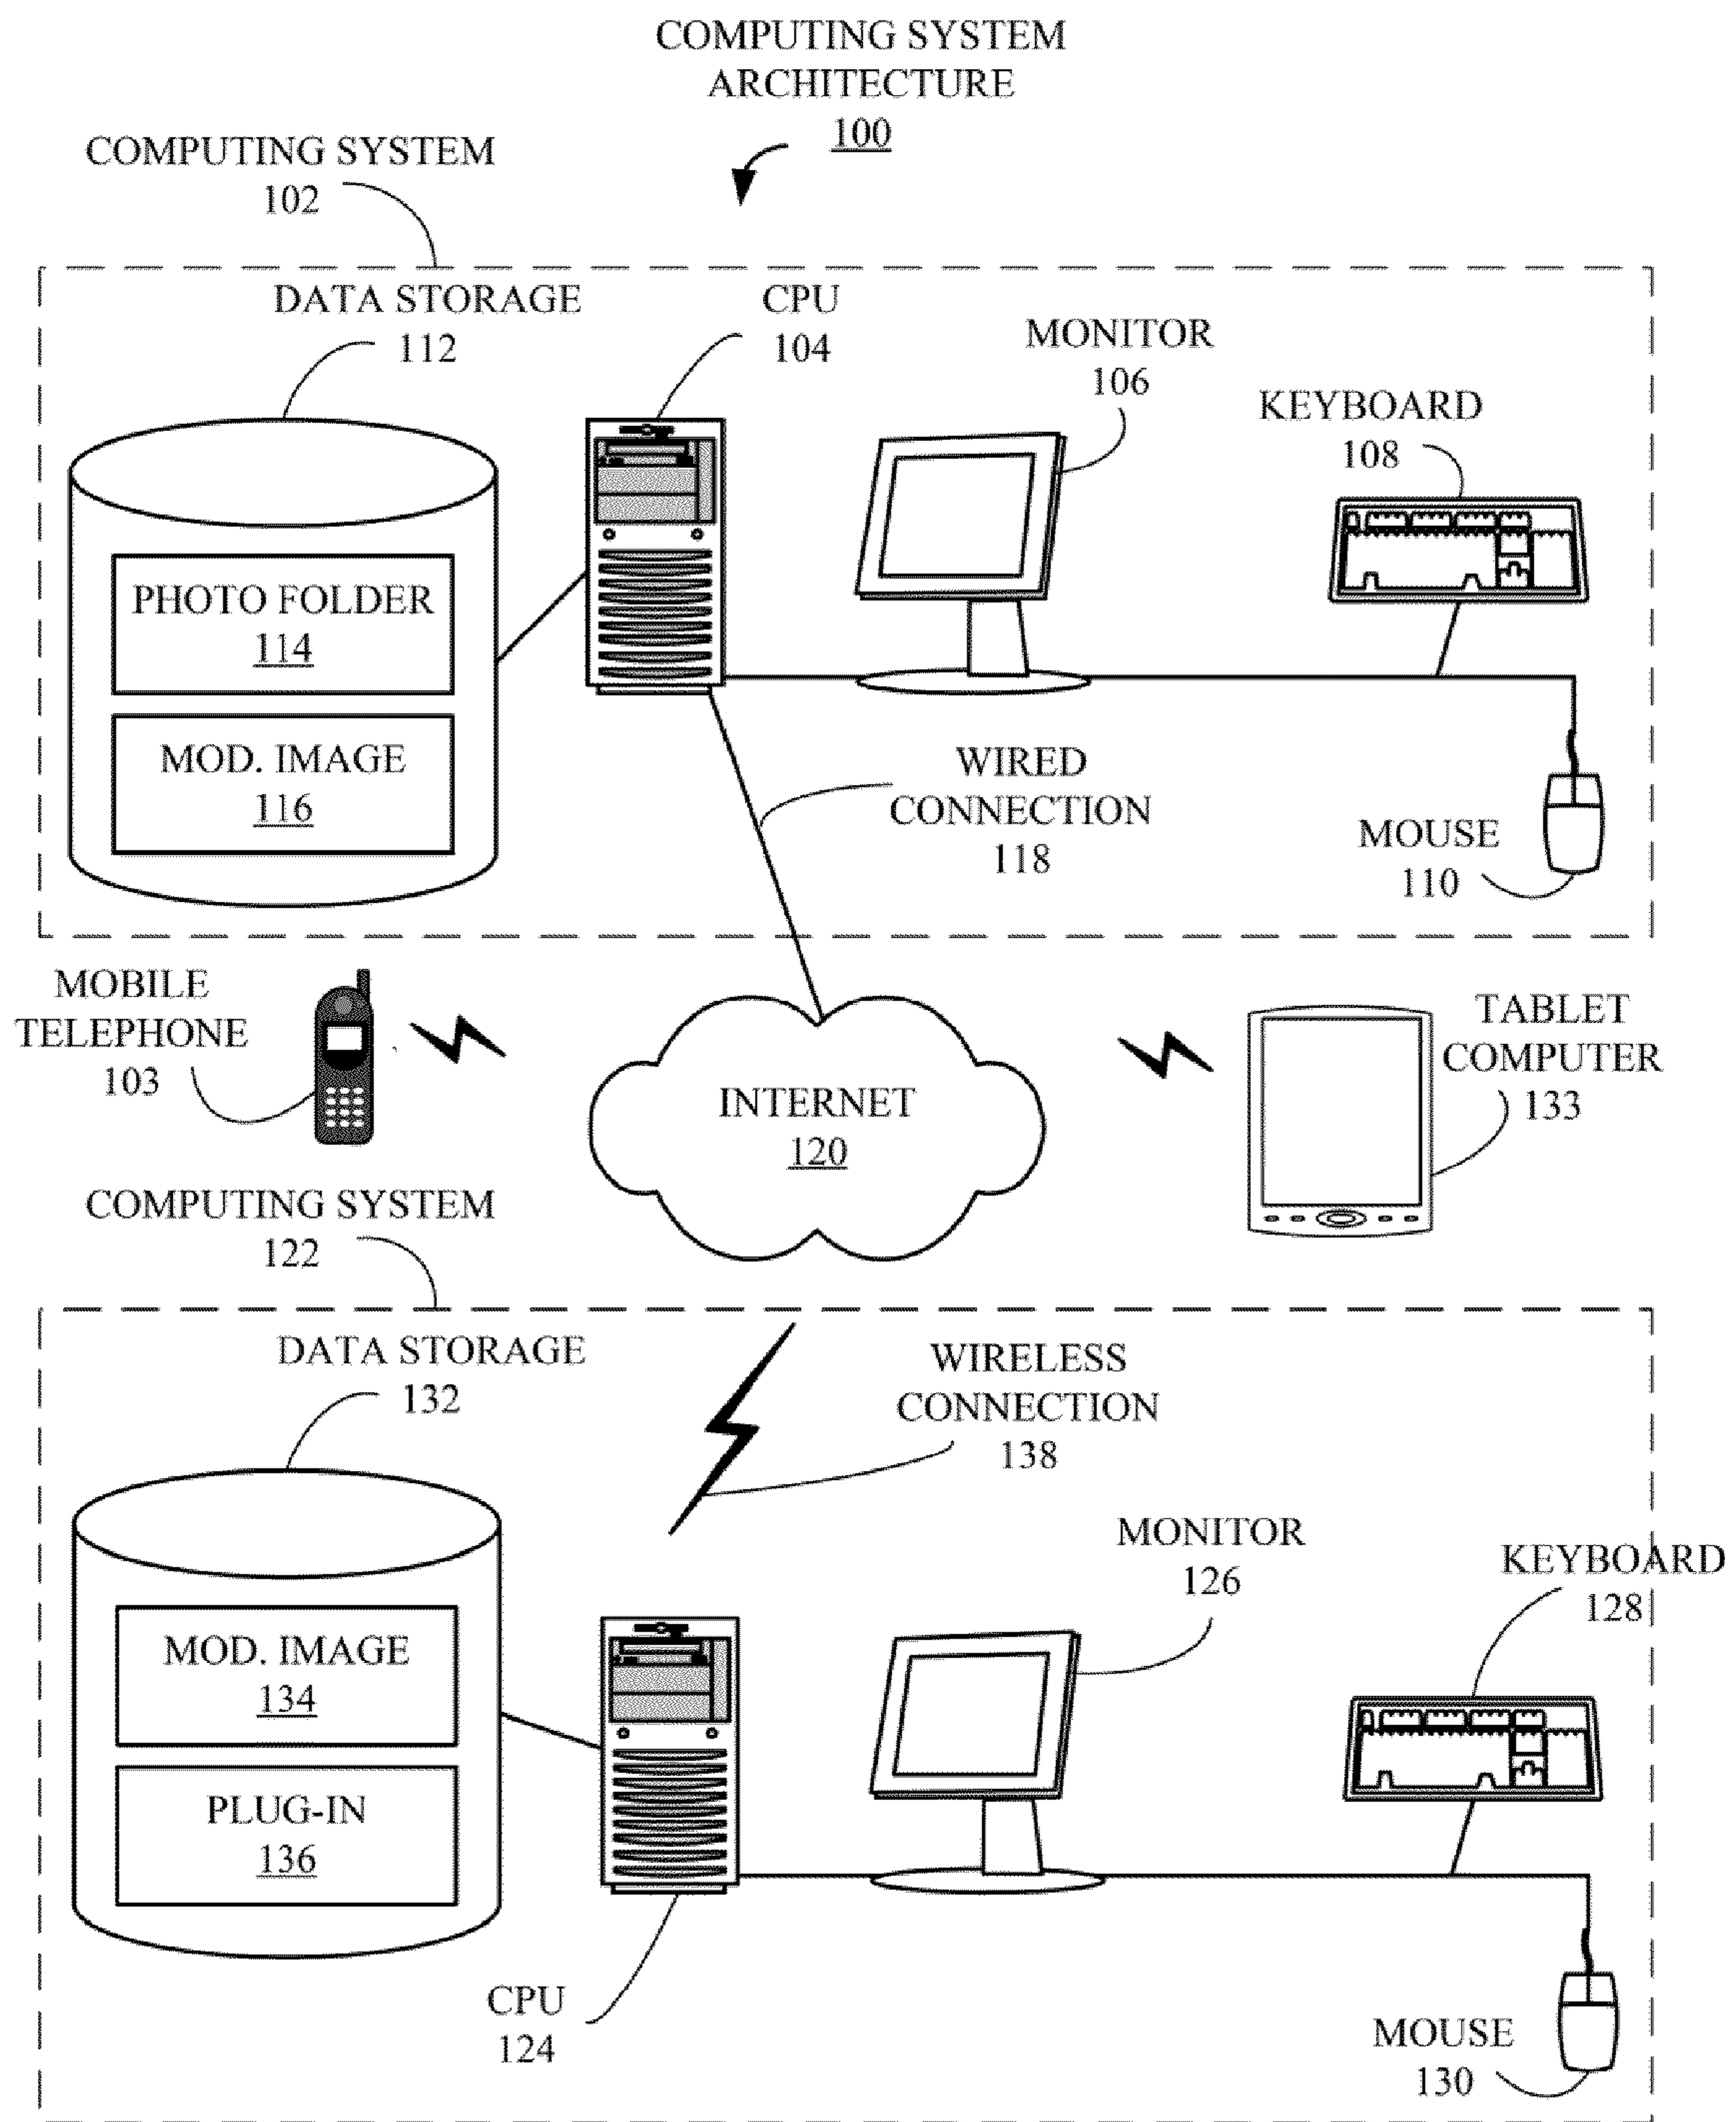 COMPUTING SYSTEM
ARCHITECTURE
100
COMPUTING SYSTEM
102
DATA STORAGE
112
CPU
104
MONITOR
106
KEYBOARD
108
PHOTO FOLDER
114
MOD. IMAGE
116
WIRED
CONNECTION
118
MOUSE
110
MOBILE
TELEPHONE
103
INTERNET
120
TABLET
COMPUTER
133
COMPUTING SYSTEM
122
DATA STORAGE
132
WIRELESS
CONNECTION
138
MONITOR
126
KEYBOARD
128
MOD. IMAGE
134
PLUG-IN
136
CPU
124
MOUSE
130